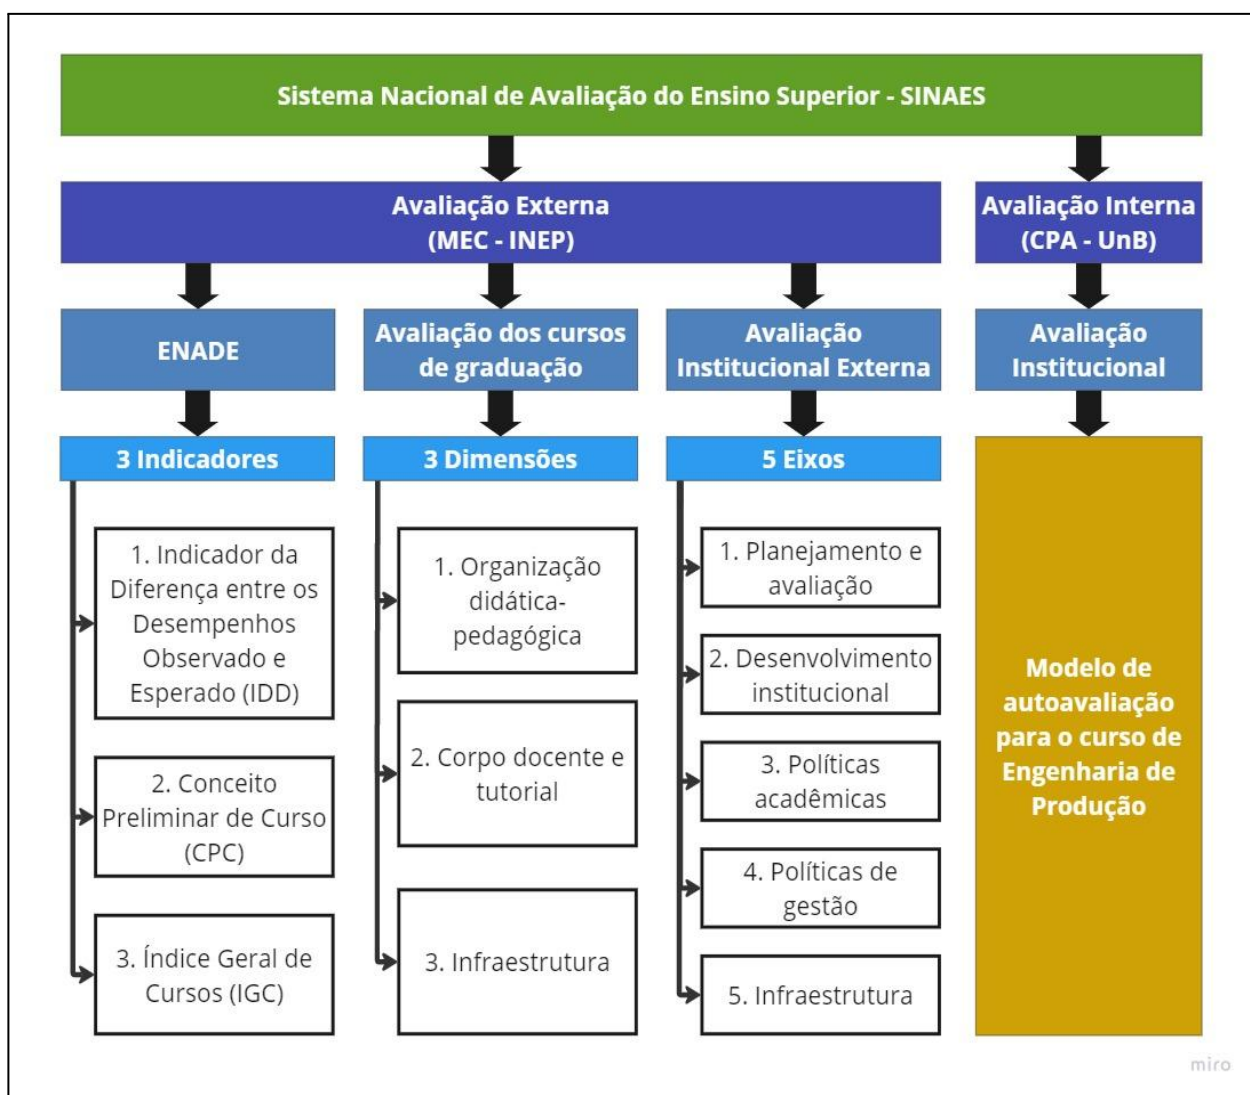 Sistema Nacional de Avaliação do Ensino Superior - SINAES
Avaliação Externa
(MEC - INEP)
Avaliação Interna
(CPA - UnB)
ENADE
Avaliação dos cursos
de graduação
Avaliação
Institucional Externa
Avaliação
Institucional
3 Indicadores
3 Dimensões
5 Eixos
1. Indicador da
Diferença entre os
Desempenhos
Observado e
Esperado (IDD)
2. Conceito
Preliminar de Curso
(CPC)
3. Índice Geral de
Cursos (IGC)
1. Organização
didática-
pedagógica
2. Corpo docente e
tutorial
3. Infraestrutura
1. Planejamento e
avaliação
2. Desenvolvimento
institucional
3. Políticas
acadêmicas
4. Políticas de
gestão
5. Infraestrutura
Modelo de
autoavaliação
para o curso de
Engenharia de
Produção
miro